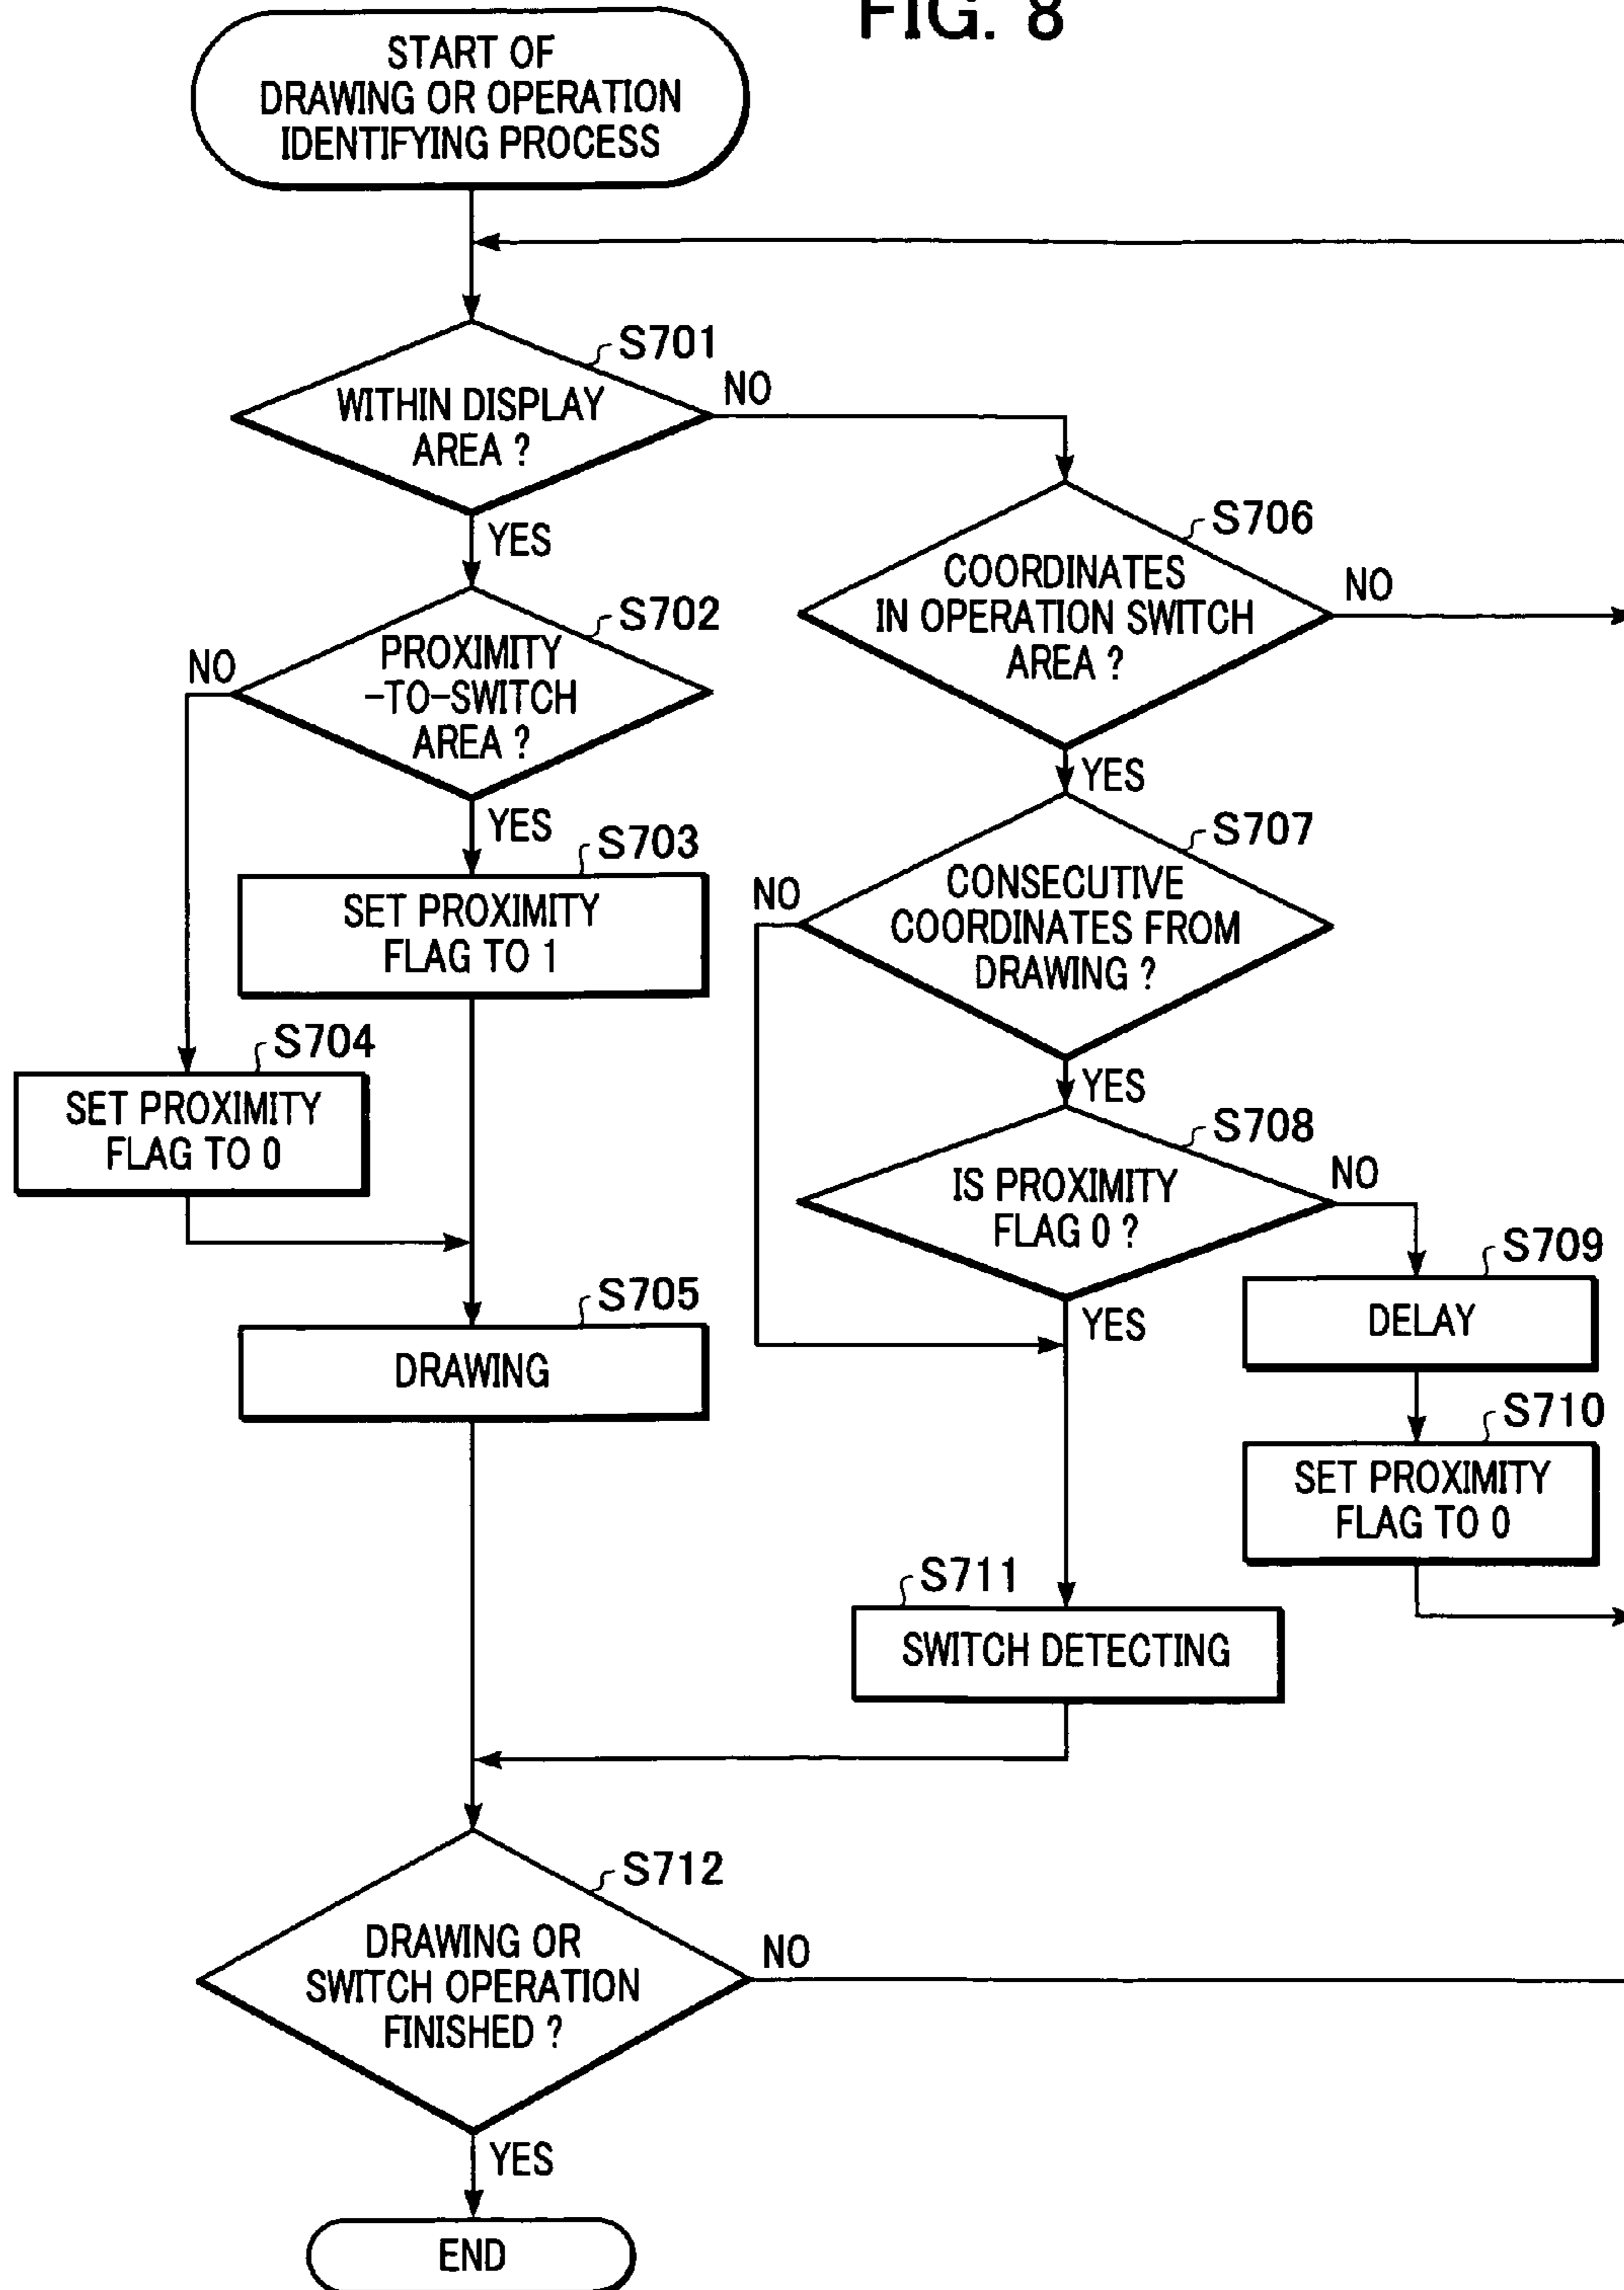 FIG. 8
START OF
DRAWING OR OPERATION
IDENTIFYING PROCESS
S701
WITHIN DISPLAY
AREA ?
NO
YES
S702
PROXIMITY
-TO-SWITCH
AREA ?
NO
YES
S703
SET PROXIMITY
FLAG TO 1
S704
SET PROXIMITY
FLAG TO 0
S705
DRAWING
S706
COORDINATES
IN OPERATION SWITCH
AREA ?
NO
YES
S707
CONSECUTIVE
COORDINATES FROM
DRAWING ?
NO
YES
S708
IS PROXIMITY
FLAG 0 ?
NO
YES
S709
DELAY
S710
SET PROXIMITY
FLAG TO 0
S711
SWITCH DETECTING
S712
DRAWING OR
SWITCH OPERATION
FINISHED ?
NO
YES
END